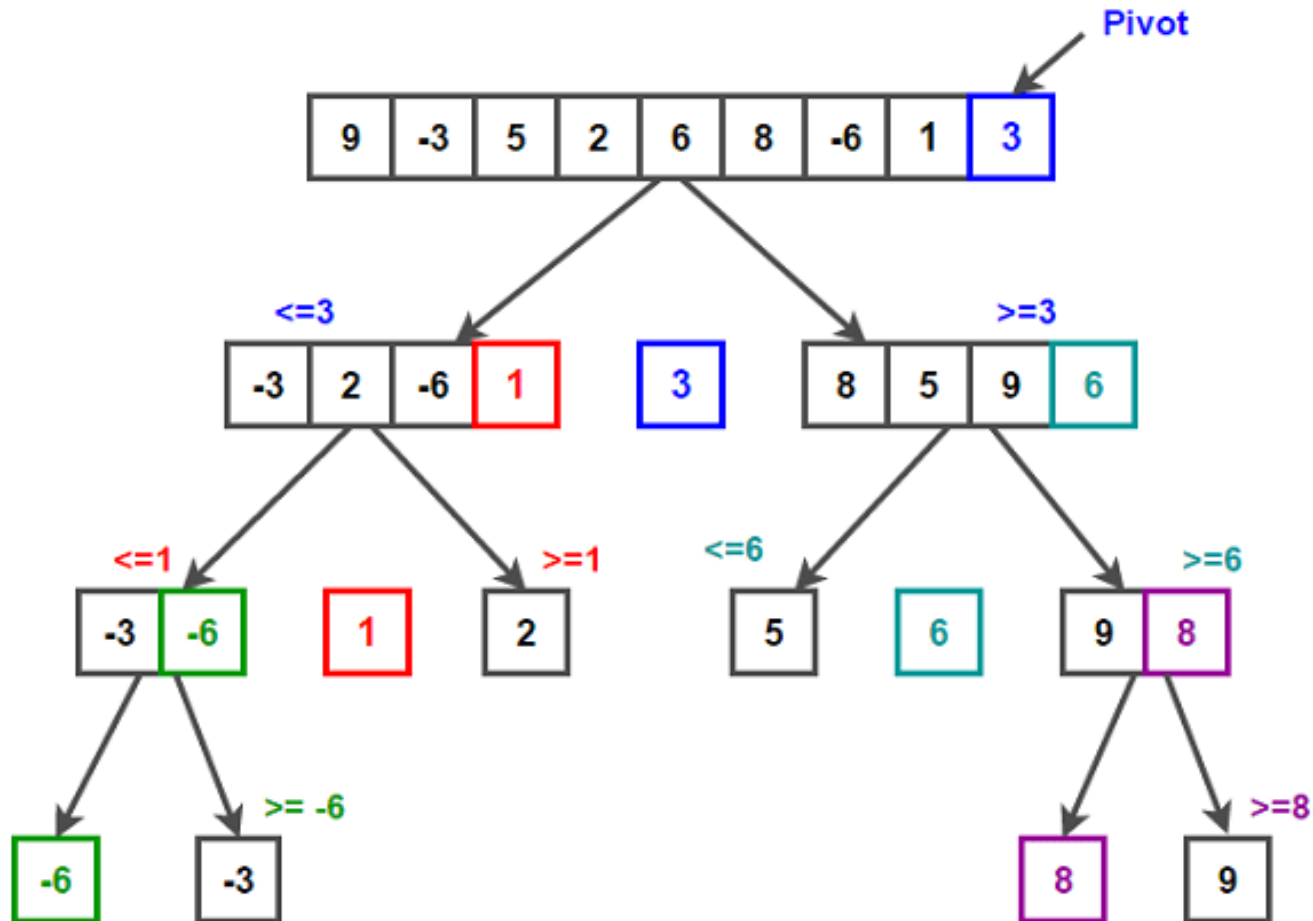 Pivot
9 -3 5 2 6 8 -6 1 3
<=3 >=3
-3 2 -6 1 3 8 5 9 6
<=1 >=1 <=6 >=6
-3 -6 1 2 5 6 9 8
>= -6 >=8
-6 -3 8 9